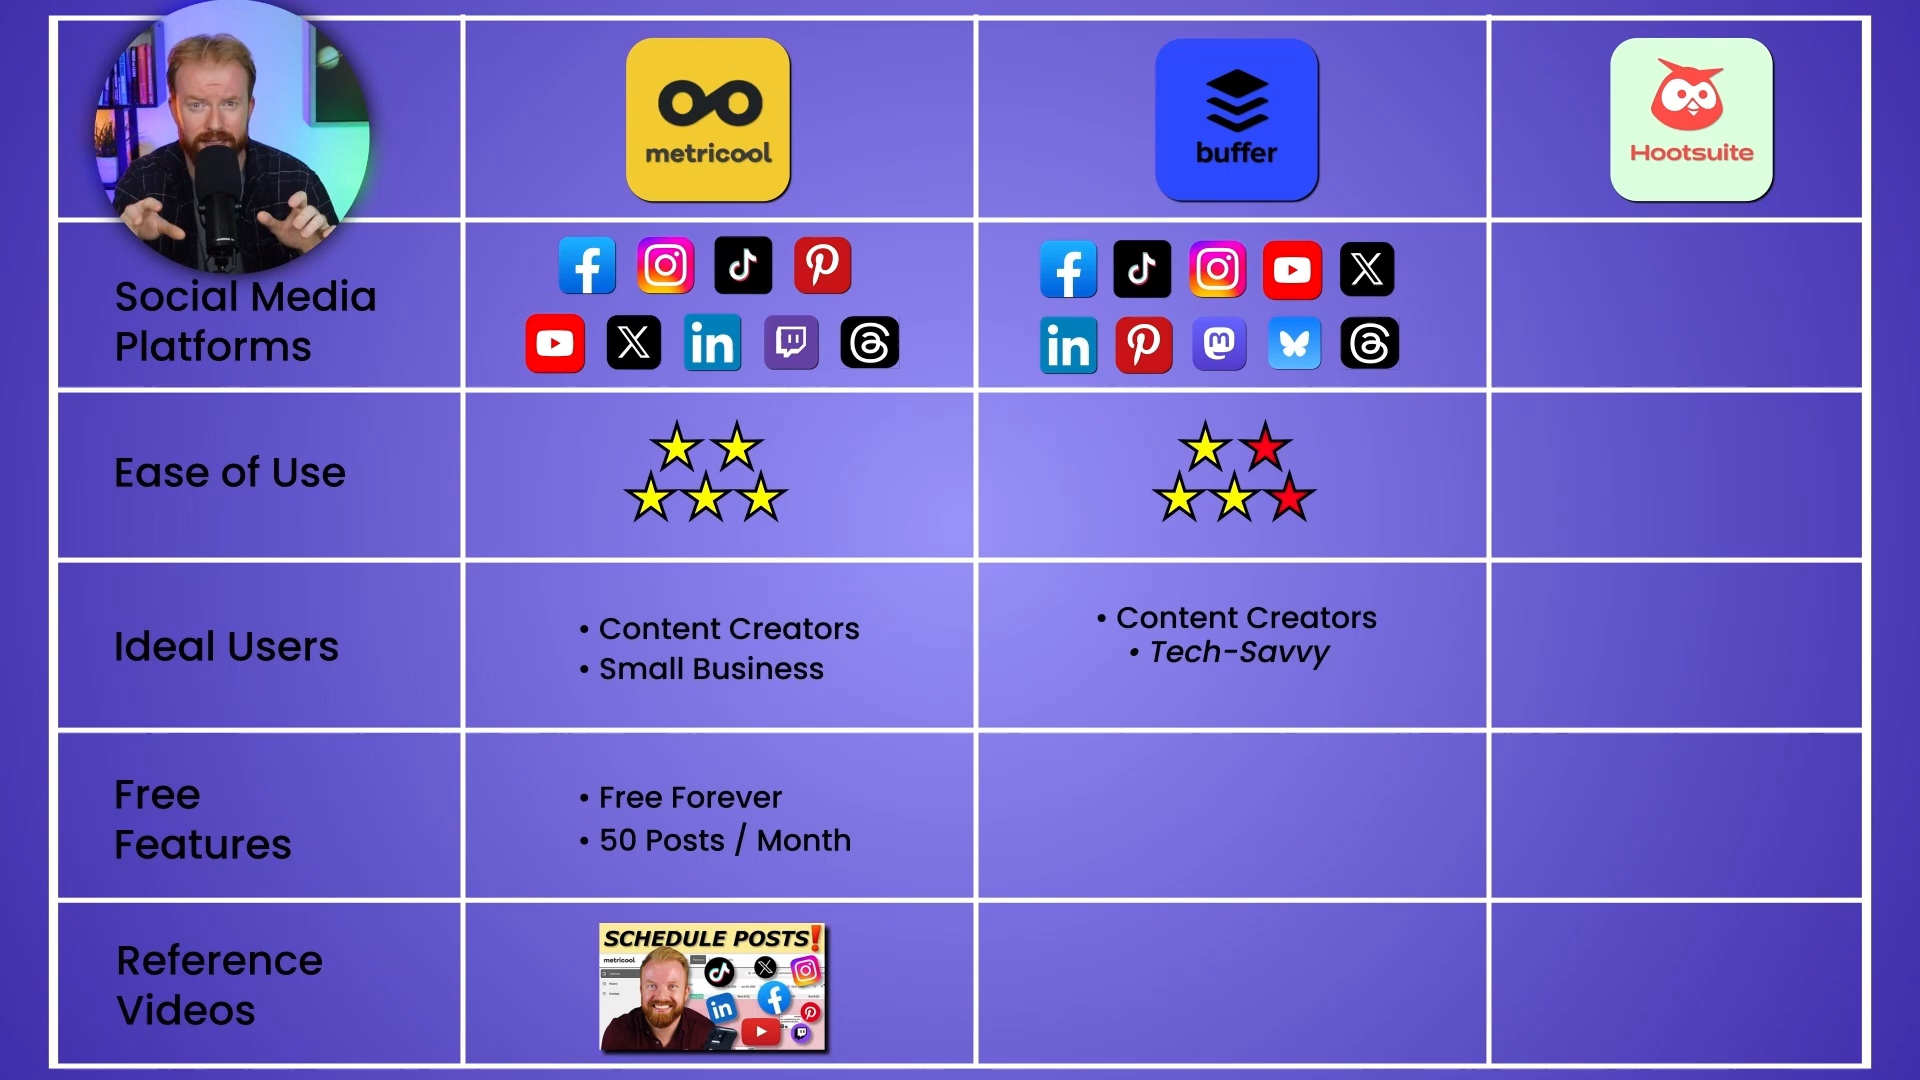 metricool
buffer
Hootsuite
Social Media
Platforms
Ease of Use
Ideal Users
• Content Creators
• Small Business
• Content Creators
• Tech-Savvy
Free
Features
• Free Forever
• 50 Posts / Month
Reference
Videos
SCHEDULE POSTS!
metricool